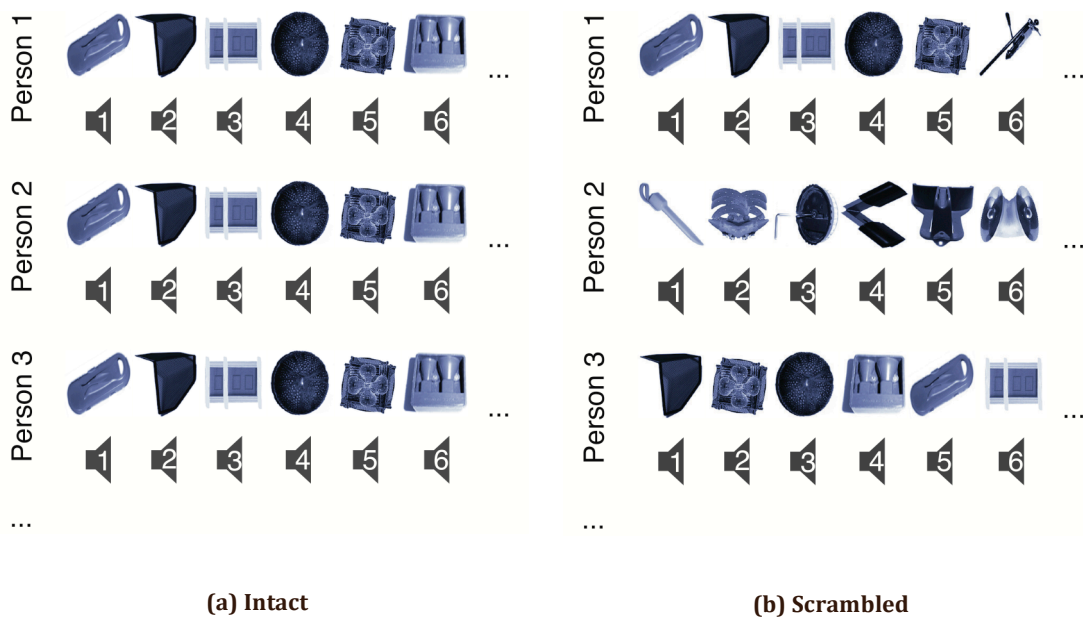 Person 1
...
1 2 3 4 5 6
Person 2
...
1 2 3 4 5 6
Person 3
...
1 2 3 4 5 6
...
(a) Intact
Person 1
...
1 2 3 4 5 6
Person 2
...
1 2 3 4 5 6
Person 3
...
1 2 3 4 5 6
...
(b) Scrambled